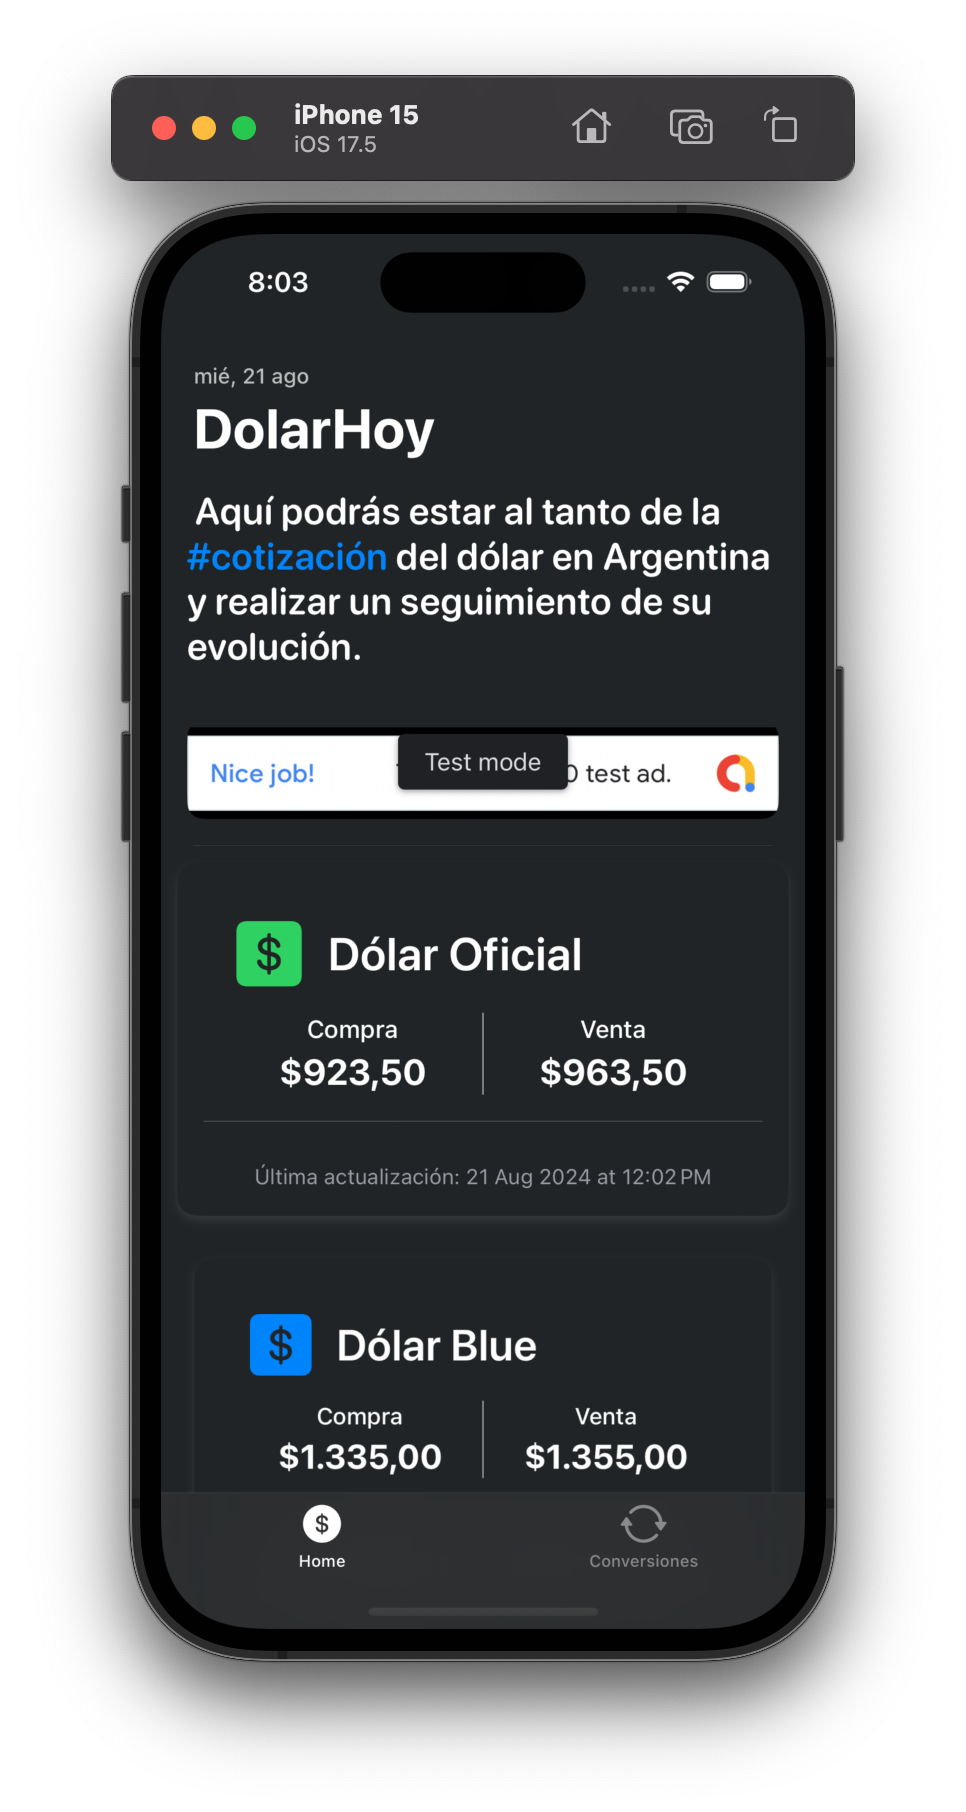 iPhone 15
iOS 17.5
8:03
mié, 21 ago
DolarHoy
Aquí podrás estar al tanto de la
#cotización del dólar en Argentina
y realizar un seguimiento de su
evolución.
Nice job!
Test mode
test ad.
$ Dólar Oficial
Compra Venta
$923,50 $963,50
Última actualización: 21 Aug 2024 at 12:02 PM
$ Dólar Blue
Compra Venta
$1.335,00 $1.355,00
$
Home Conversiones